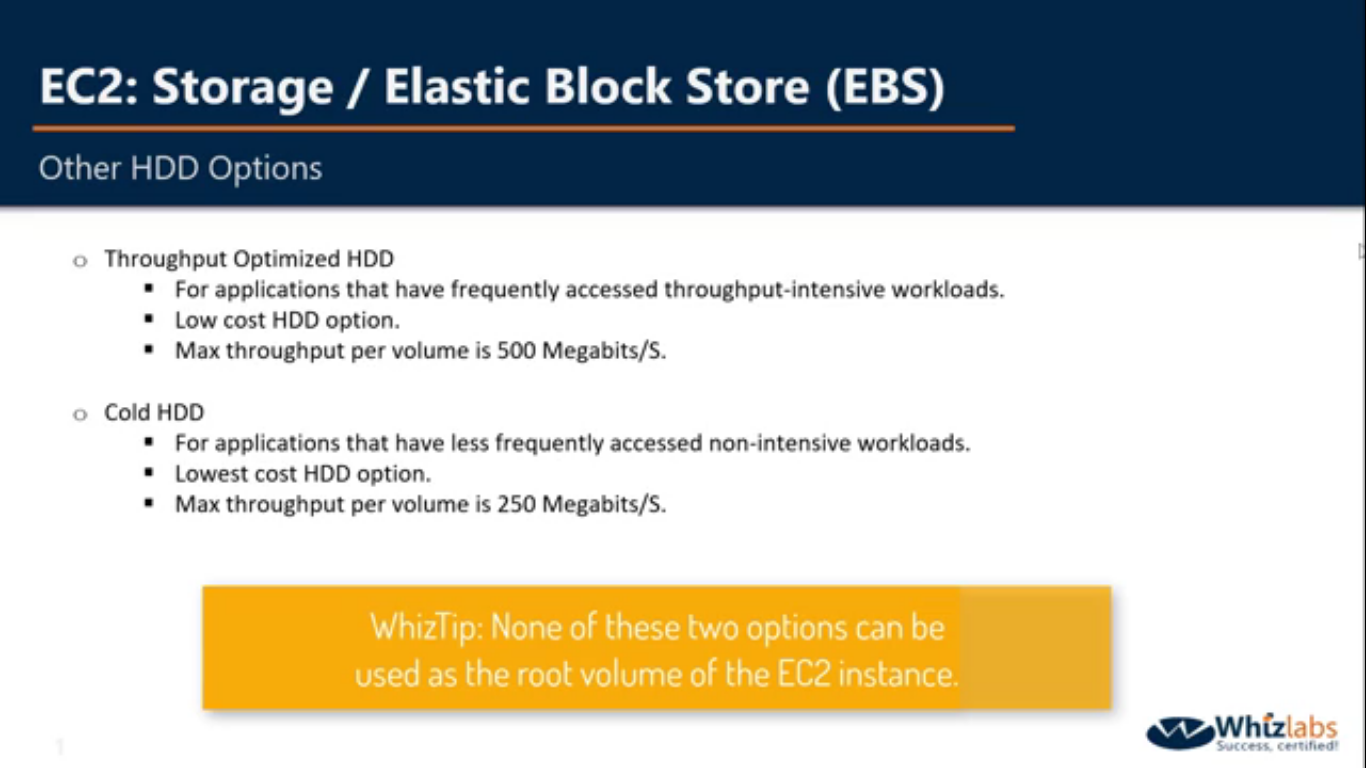 EC2: Storage / Elastic Block Store (EBS)
Other HDD Options
o Throughput Optimized HDD
▪ For applications that have frequently accessed throughput-intensive workloads.
▪ Low cost HDD option.
▪ Max throughput per volume is 500 Megabits/S.
o Cold HDD
▪ For applications that have less frequently accessed non-intensive workloads.
▪ Lowest cost HDD option.
▪ Max throughput per volume is 250 Megabits/S.
WhizTip: None of these two options can be
used as the root volume of the EC2 instance.
1
Whizlabs
Success, certified!